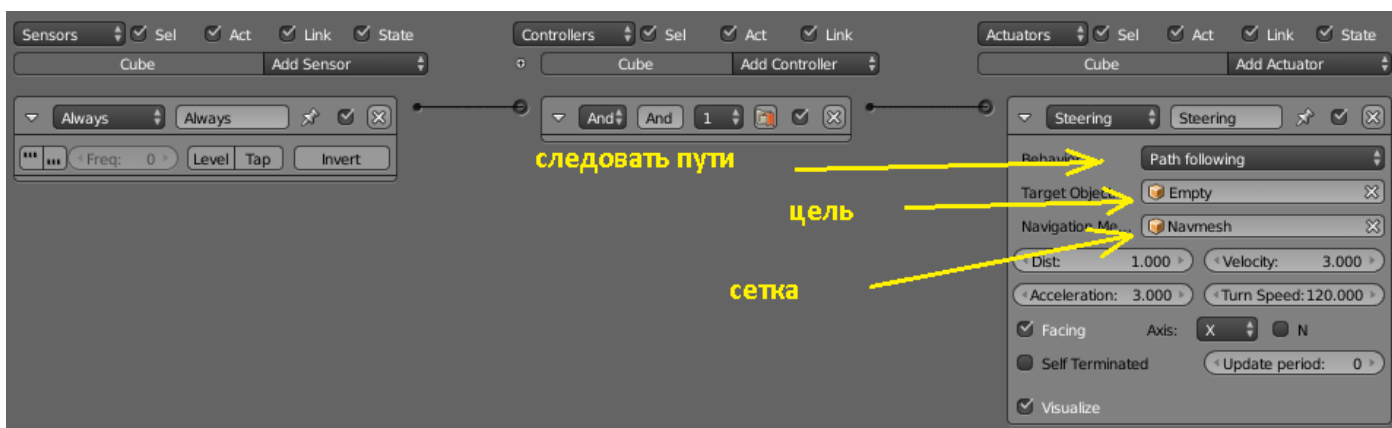 Sensors Sel Act Link State Controllers Sel Act Link Actuators Sel Act Link State
Cube Add Sensor Cube Add Controller Cube Add Actuator
Always Always And And 1 Steering Steering
Freq: 0 Level Tap Invert следовать пути Behavior Path following
Target Object Empty
цель
Navigation Me... Navmesh
Dist: 1.000 Velocity: 3.000
сетка
Acceleration: 3.000 Turn Speed: 120.000
Facing Axis: X N
Self Terminated Update period: 0
Visualize